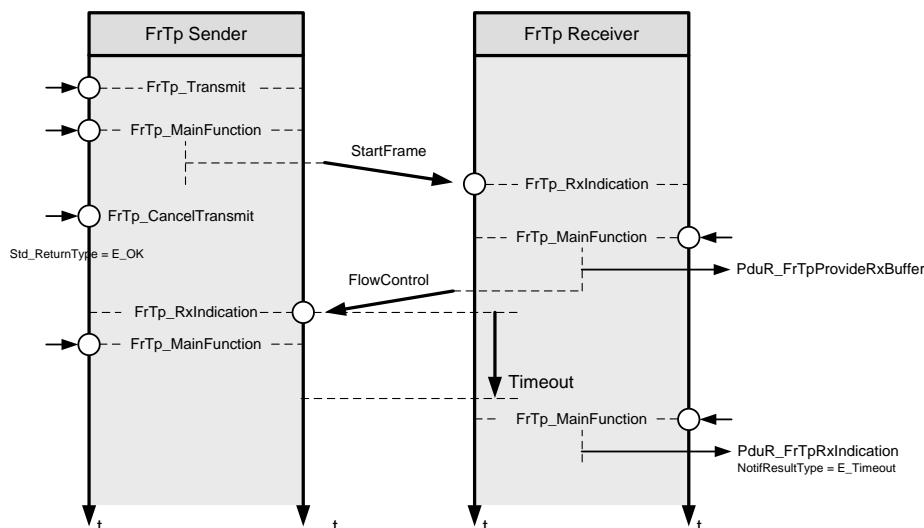 FrTp Sender
FrTp Receiver
FrTp_Transmit
FrTp_MainFunction
StartFrame
FrTp_RxIndication
FrTp_CancelTransmit
FrTp_MainFunction
Std_ReturnType = E_OK
PduR_FrTpProvideRxBuffer
FlowControl
FrTp_RxIndication
FrTp_MainFunction
Timeout
FrTp_MainFunction
PduR_FrTpRxIndication
NotifResultType = E_Timeout
t
t
t
t